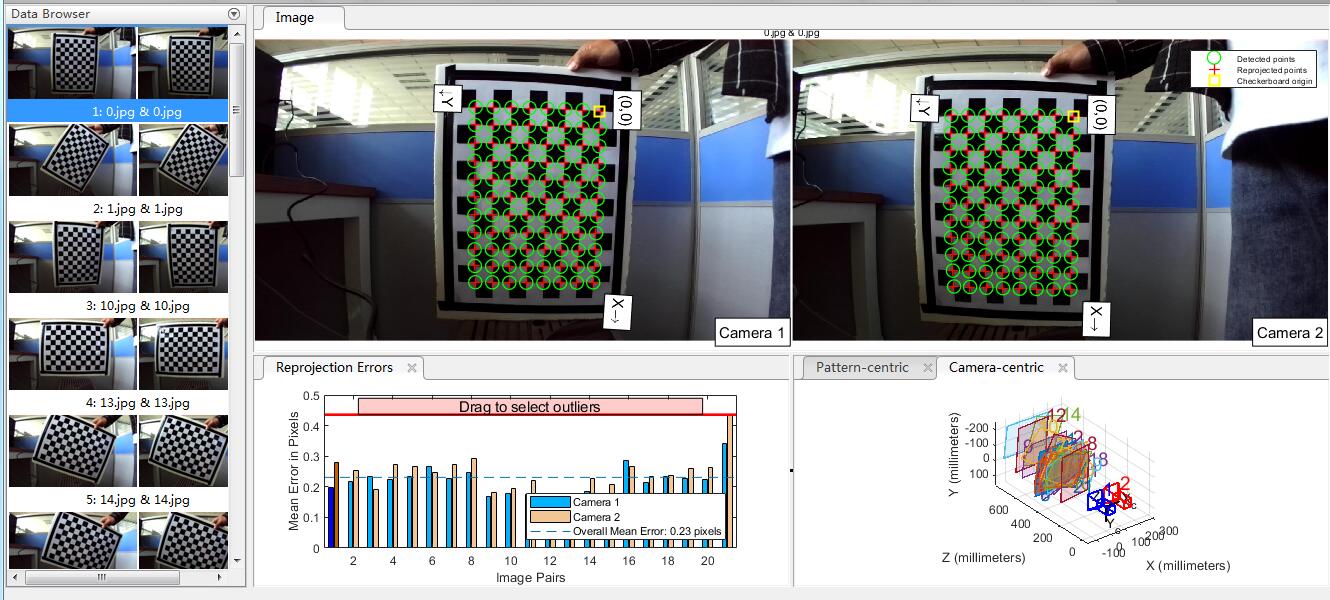 Data Browser
1: 0.jpg & 0.jpg
2: 1.jpg & 1.jpg
3: 10.jpg & 10.jpg
4: 13.jpg & 13.jpg
5: 14.jpg & 14.jpg
Image
0.jpg & 0.jpg
Y→
(0,0)
X→
Camera 1
Y→
(0,0)
X→
Camera 2
Detected points
Reprojected points
Checkerboard origin
Reprojection Errors
Drag to select outliers
Mean Error in Pixels
0.5
0.4
0.3
0.2
0.1
0
2 4 6 8 10 12 14 16 18 20
Image Pairs
Camera 1
Camera 2
Overall Mean Error: 0.23 pixels
Pattern-centric
Camera-centric
Y (millimeters)
-200
-100
0
100
600
400
200
0
Z (millimeters)
-100 0 100 200 300
X (millimeters)
12 14
2
18
1 2